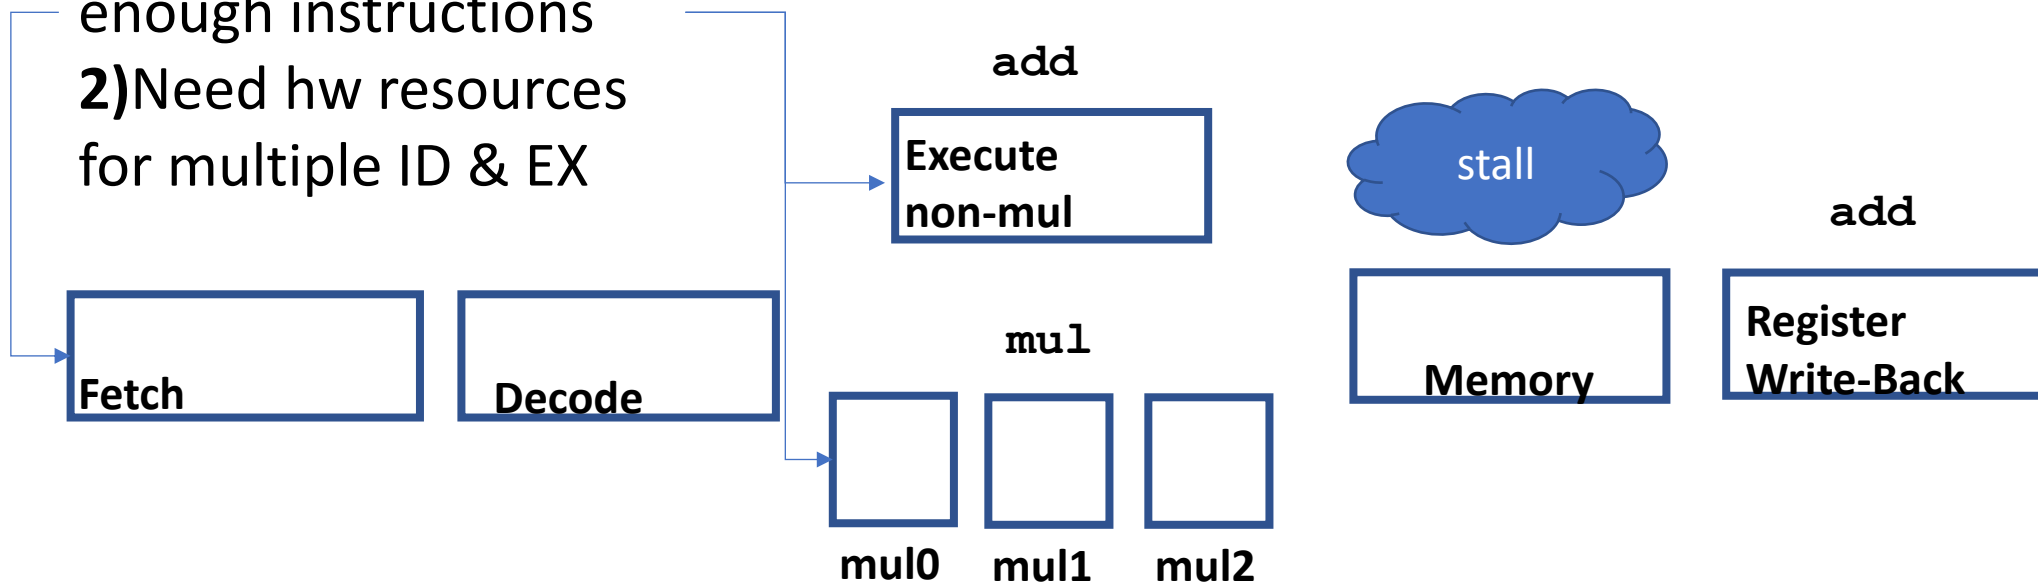 enough instructions
2)Need hw resources
for multiple ID & EX
add
Execute
non-mul
stall
add
Fetch
Decode
mul
Memory
Register
Write-Back
mul0
mul1
mul2